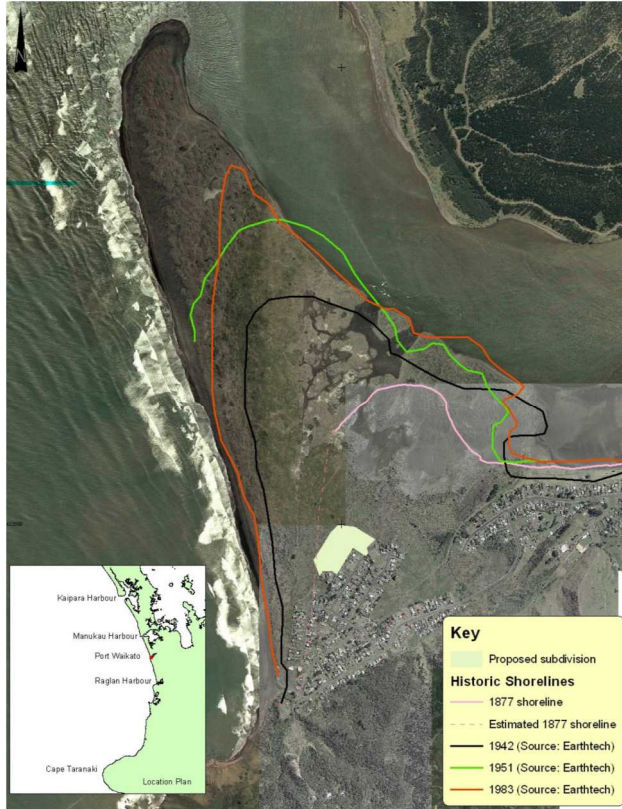 Kaipara Harbour
Manukau Harbour
Port Waikato
Raglan Harbour
Cape Taranaki
Location Plan
Key
Proposed subdivision
Historic Shorelines
1877 shoreline
Estimated 1877 shoreline
1942 (Source: Earthtech)
1951 (Source: Earthtech)
1983 (Source: Earthtech)